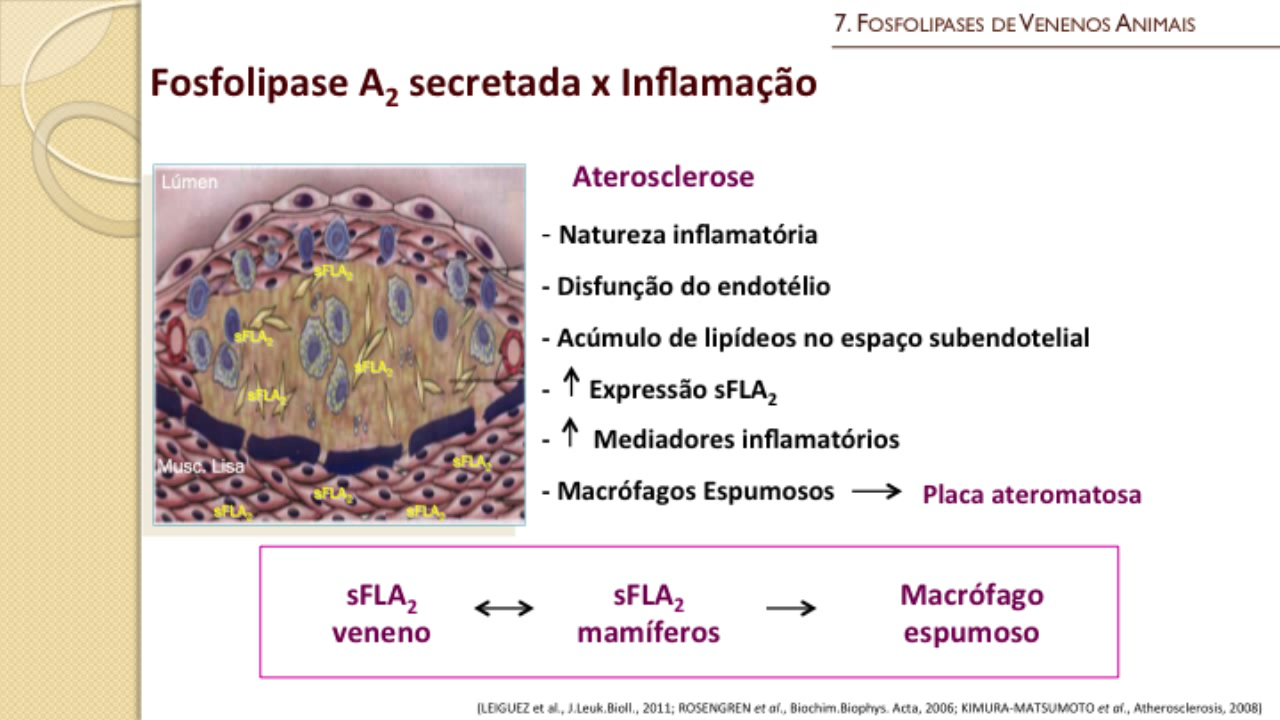 7. FOSFOLIPASES DE VENENOS ANIMAIS
Fosfolipase A₂ secretada x Inflamação
Lúmen
sFLA₂
sFLA₂
sFLA₂
sFLA₂
Musc. Lisa
sFLA₂
sFLA₂
sFLA₂
sFLA₂
Aterosclerose
- Natureza inflamatória
- Disfunção do endotélio
- Acúmulo de lipídeos no espaço subendotelial
- ↑ Expressão sFLA₂
- ↑ Mediadores inflamatórios
- Macrófagos Espumosos → Placa ateromatosa
sFLA₂ ↔ sFLA₂ → Macrófago
veneno mamíferos espumoso
(LEIGUEZ et al., J.Leuk.Bioll., 2011; ROSENGREN et al., Biochim.Biophys. Acta, 2006; KIMURA-MATSUMOTO et al., Atherosclerosis, 2008)